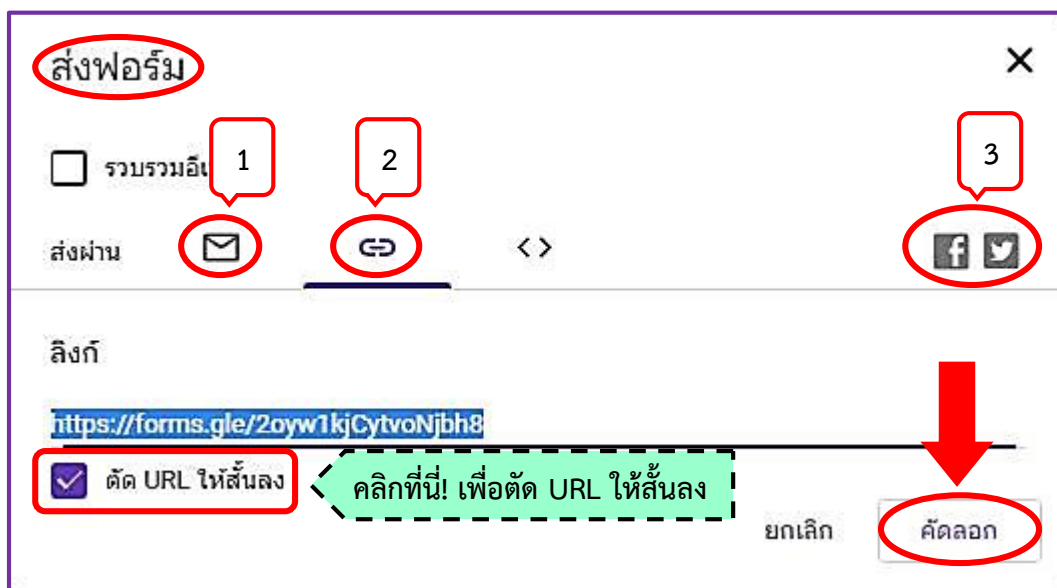 ส่งฟอร์ม
1
2
3
รวบรวม
ส่งผ่าน
ลิงก์
https://forms.gle/2oyw1kjCytvoNjbh8
ตัด URL ให้สั้นลง
คลิกที่นี่! เพื่อตัด URL ให้สั้นลง
ยกเลิก
คัดลอก